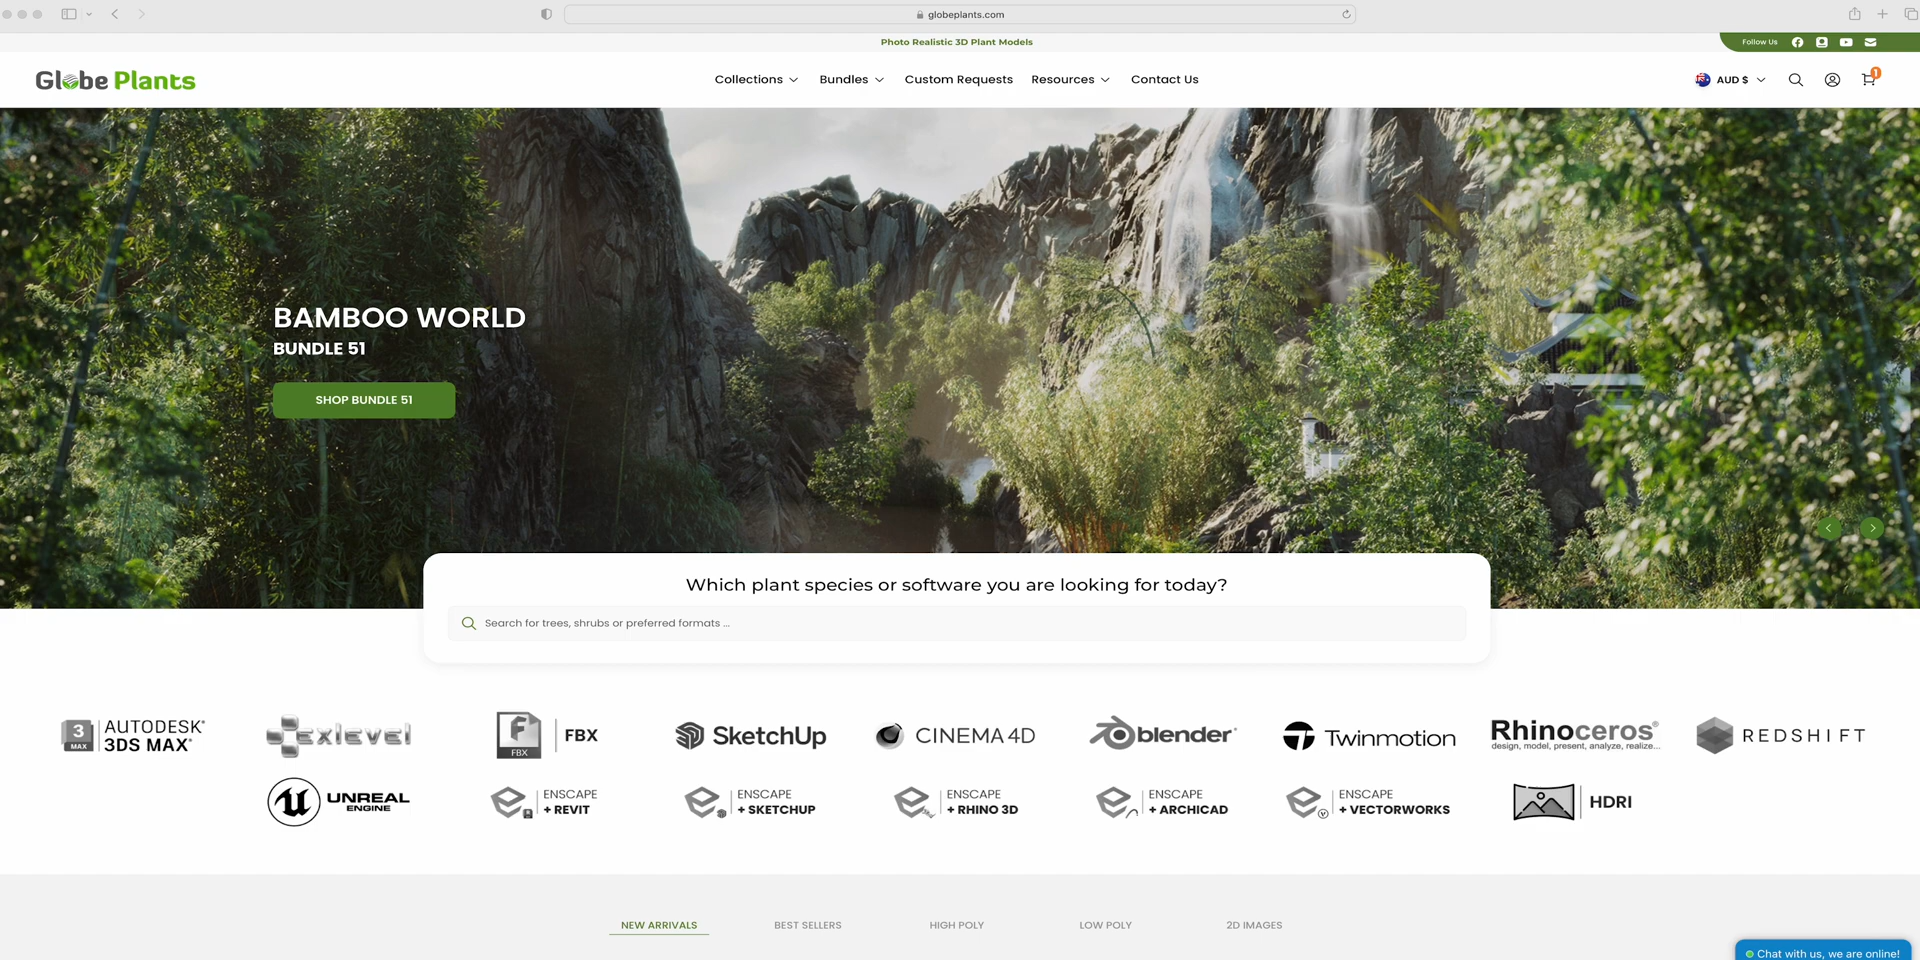 globeplants.com
Photo Realistic 3D Plant Models
Follow Us
Globe Plants
Collections
Bundles
Custom Requests
Resources
Contact Us
AUD $
1
BAMBOO WORLD
BUNDLE 51
SHOP BUNDLE 51
Which plant species or software you are looking for today?
Search for trees, shrubs or preferred formats ...
3 MAX AUTODESK® 3DS MAX®
exlevel
FBX FBX
SketchUp
CINEMA 4D
blender
Twinmotion
Rhinoceros®
design, model, present, analyze, realize...
REDSHIFT
UNREAL ENGINE
ENSCAPE + REVIT
ENSCAPE + SKETCHUP
ENSCAPE + RHINO 3D
ENSCAPE + ARCHICAD
ENSCAPE + VECTORWORKS
HDRI
NEW ARRIVALS
BEST SELLERS
HIGH POLY
LOW POLY
2D IMAGES
Chat with us, we are online!